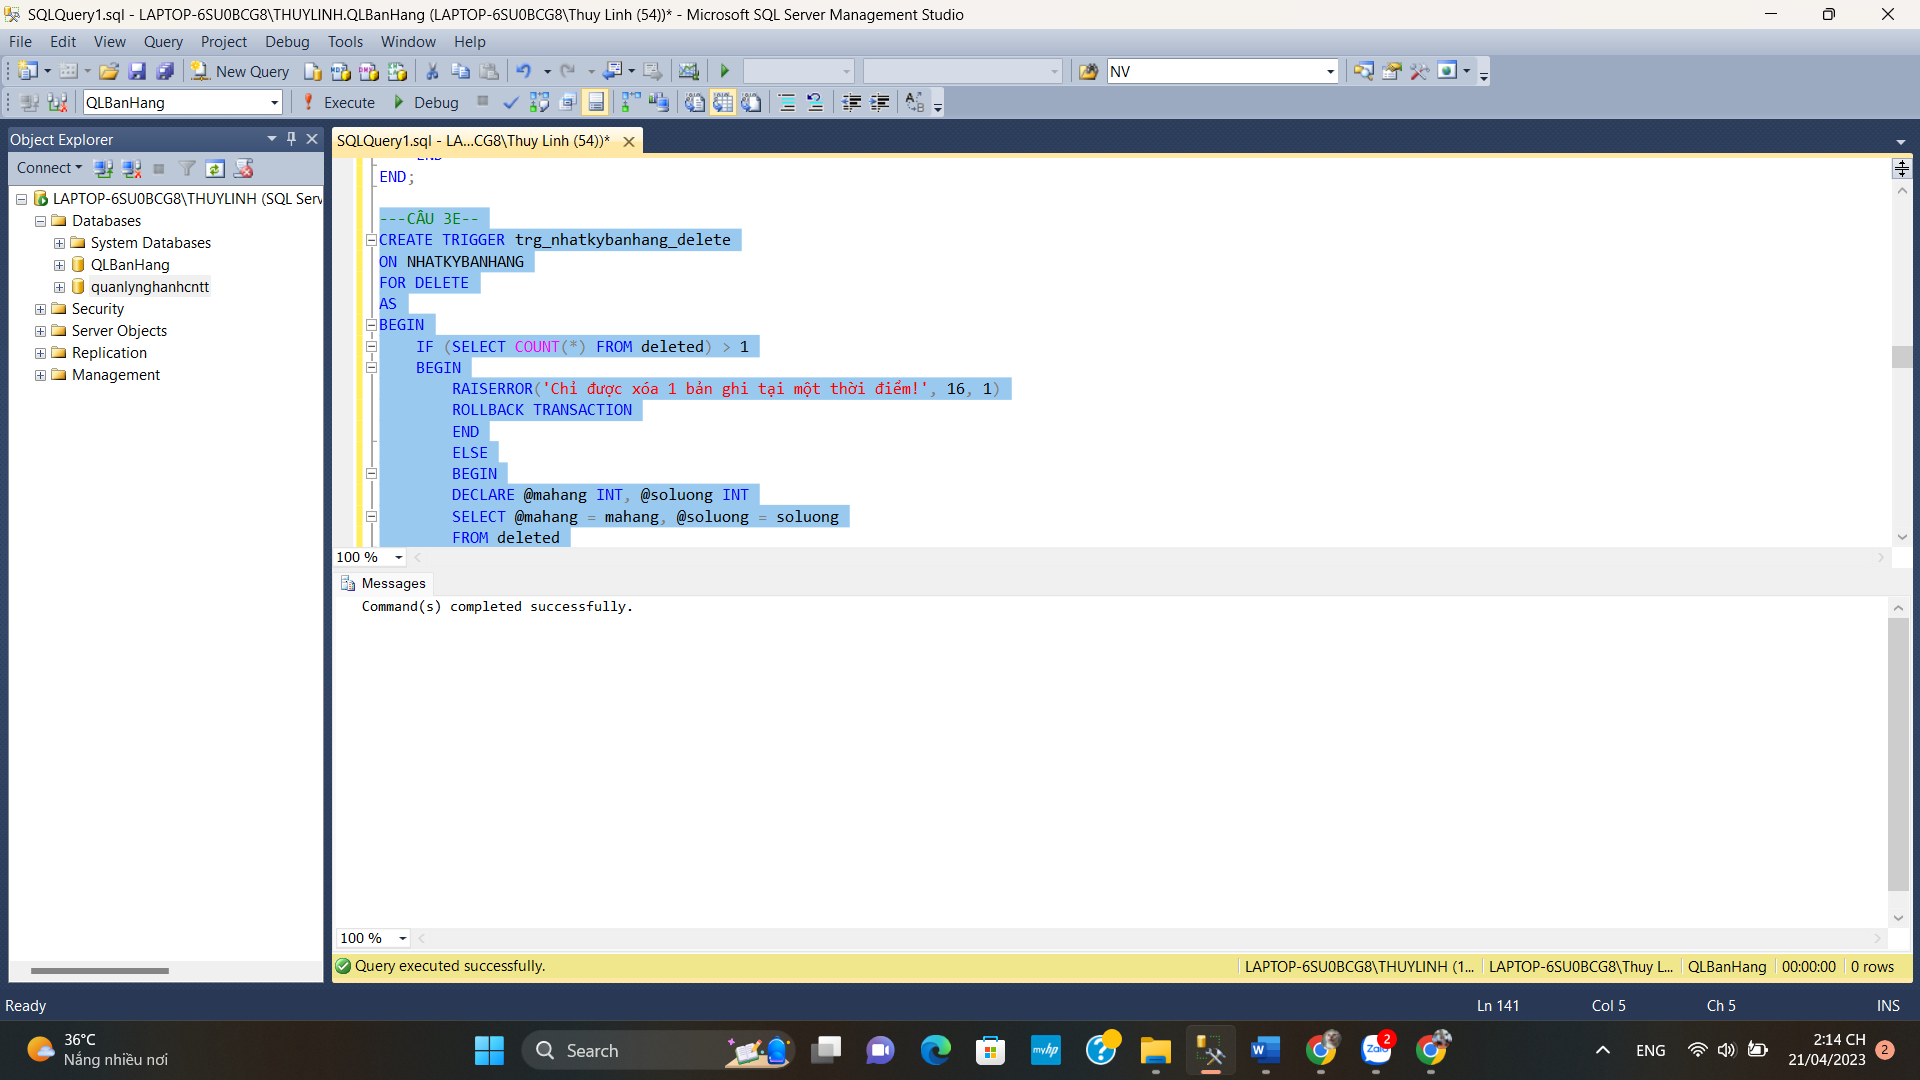 SQLQuery1.sql - LAPTOP-6SU0BCG8\THUYLINH.QLBanHang (LAPTOP-6SU0BCG8\Thuy Linh (54))* - Microsoft SQL Server Management Studio
File Edit View Query Project Debug Tools Window Help
New Query NV
QLBanHang Execute Debug
Object Explorer
Connect
LAPTOP-6SU0BCG8\THUYLINH (SQL Serv
Databases
System Databases
QLBanHang
quanlynghanhcntt
Security
Server Objects
Replication
Management
SQLQuery1.sql - LA...CG8\Thuy Linh (54))*
END;
---CÂU 3E--
CREATE TRIGGER trg_nhatkybanhang_delete
ON NHATKYBANHANG
FOR DELETE
AS
BEGIN
IF (SELECT COUNT(*) FROM deleted) > 1
BEGIN
RAISERROR('Chỉ được xóa 1 bản ghi tại một thời điểm!', 16, 1)
ROLLBACK TRANSACTION
END
ELSE
BEGIN
DECLARE @mahang INT, @soluong INT
SELECT @mahang = mahang, @soluong = soluong
FROM deleted
100 %
Messages
Command(s) completed successfully.
100 %
Query executed successfully. LAPTOP-6SU0BCG8\THUYLINH (1... LAPTOP-6SU0BCG8\Thuy L... QLBanHang 00:00:00 0 rows
Ready Ln 141 Col 5 Ch 5 INS
36°C
Nắng nhiều nơi
Search
myhp
Zalo
2
ENG
2:14 CH
21/04/2023
2